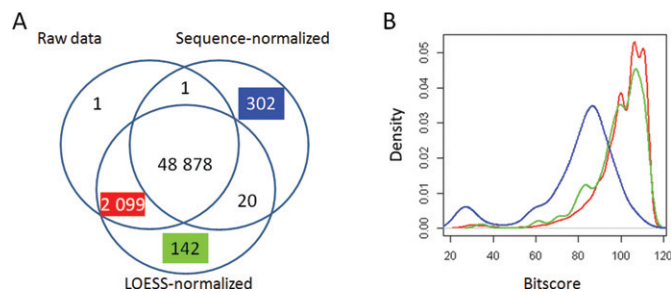 A
Raw data
Sequence-normalized
1
1
302
48 878
2 099
20
142
LOESS-normalized
B
Density
0.05
0.04
0.03
0.02
0.01
0.00
20 40 60 80 100 120
Bitscore